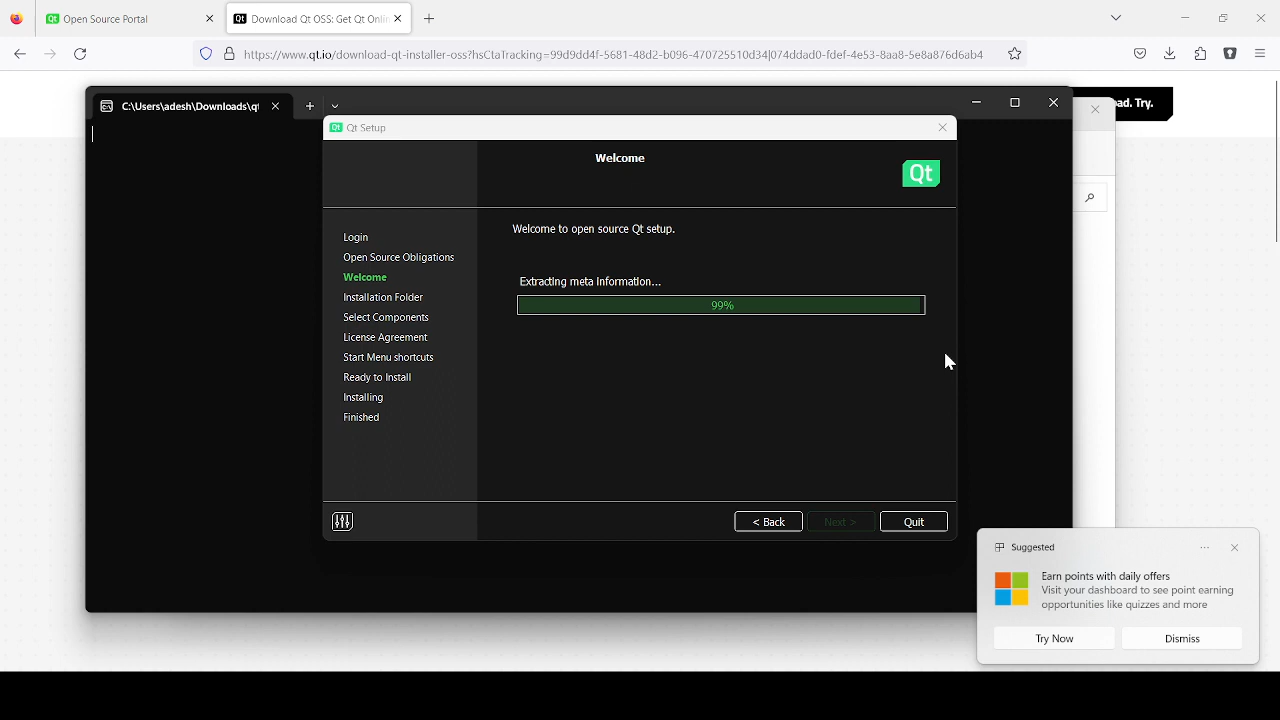 Open Source Portal
Download Qt OSS: Get Qt Onli
https://www.qt.io/download-qt-installer-oss?hsCtaTracking=99d9dd4f-5681-48d2-b096-470725510d34|074ddad0-fdef-4e53-8aa8-5e8a876d6ab4
C:\Users\adesh\Downloads\qt
ad. Try.
Qt Setup
Welcome
Qt
Welcome to open source Qt setup.
Login
Open Source Obligations
Welcome
Installation Folder
Select Components
License Agreement
Start Menu shortcuts
Ready to Install
Installing
Finished
Extracting meta information...
99%
< Back
Next >
Quit
Suggested
Earn points with daily offers
Visit your dashboard to see point earning
opportunities like quizzes and more
Try Now
Dismiss